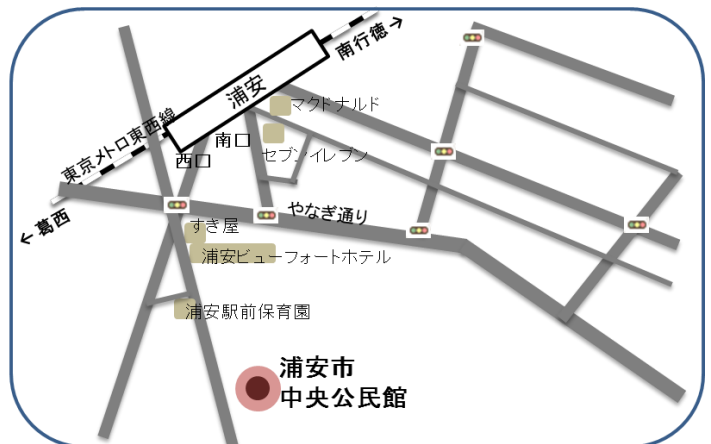 南行徳→
浦安
マクドナルド
東京メトロ東西線
南口
セブンイレブン
西口
←葛西
やなぎ通り
すき屋
浦安ビューフォートホテル
浦安駅前保育園
浦安市
中央公民館